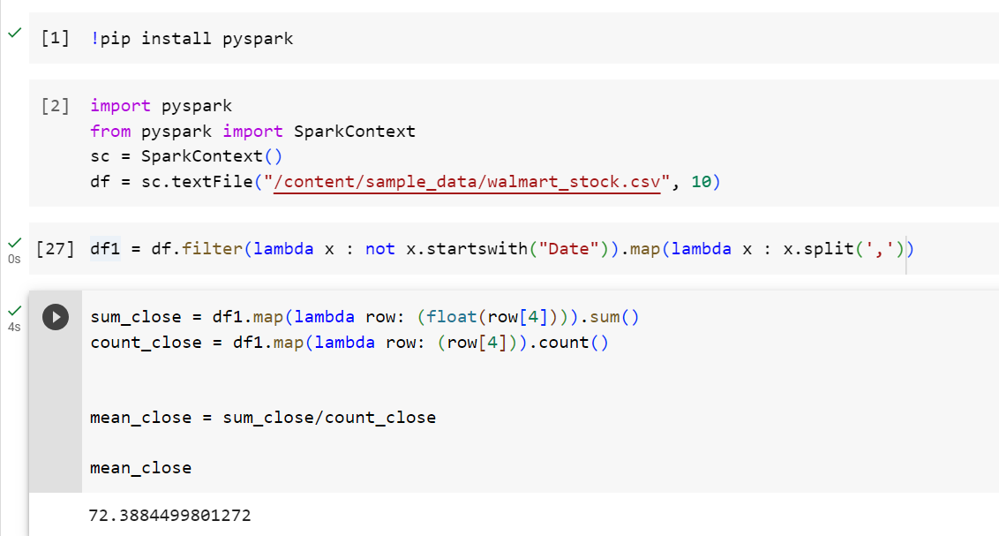 [1] !pip install pyspark
[2] import pyspark
from pyspark import SparkContext
sc = SparkContext()
df = sc.textFile("/content/sample_data/walmart_stock.csv", 10)
[27] df1 = df.filter(lambda x : not x.startswith("Date")).map(lambda x : x.split(','))
0s
sum_close = df1.map(lambda row: (float(row[4]))).sum()
4s
count_close = df1.map(lambda row: (row[4])).count()
mean_close = sum_close/count_close
mean_close
72.3884499801272